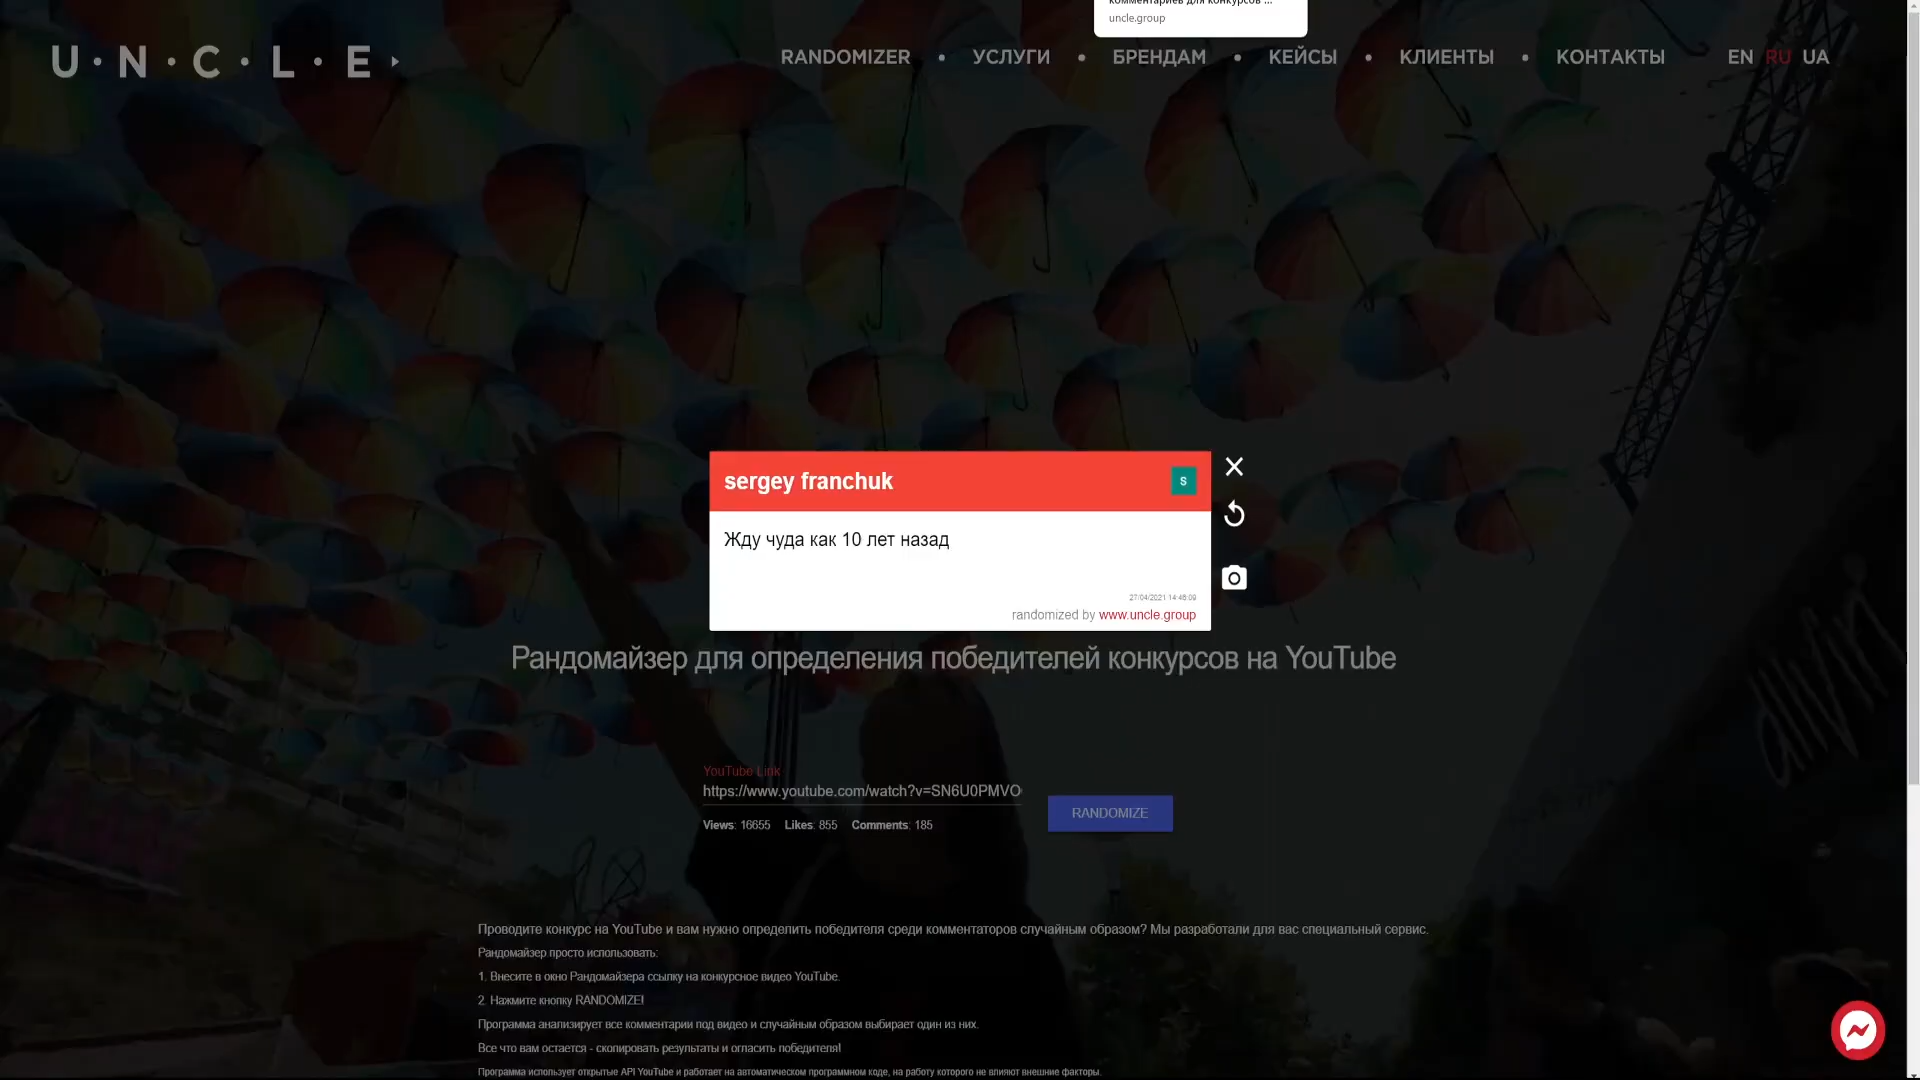 комментариев для конкурсов ...
uncle.group
U·N·C·L·E
RANDOMIZER • УСЛУГИ • БРЕНДАМ • КЕЙСЫ • КЛИЕНТЫ • КОНТАКТЫ EN RU UA
sergey franchuk
S
Жду чуда как 10 лет назад
27/04/2021 14:46:09
randomized by www.uncle.group
Рандомайзер для определения победителей конкурсов на YouTube
YouTube Link
https://www.youtube.com/watch?v=SN6U0PMVO
RANDOMIZE
Views: 16655 Likes: 855 Comments: 185
Проводите конкурс на YouTube и вам нужно определить победителя среди комментаторов случайным образом? Мы разработали для вас специальный сервис.
Рандомайзер просто использовать:
1. Внесите в окно Рандомайзера ссылку на конкурсное видео YouTube.
2. Нажмите кнопку RANDOMIZE!
Программа анализирует все комментарии под видео и случайным образом выбирает один из них.
Все что вам остается - скопировать результаты и огласить победителя!
Программа использует открытые API YouTube и работает на автоматическом программном коде, на работу которого не влияют внешние факторы.